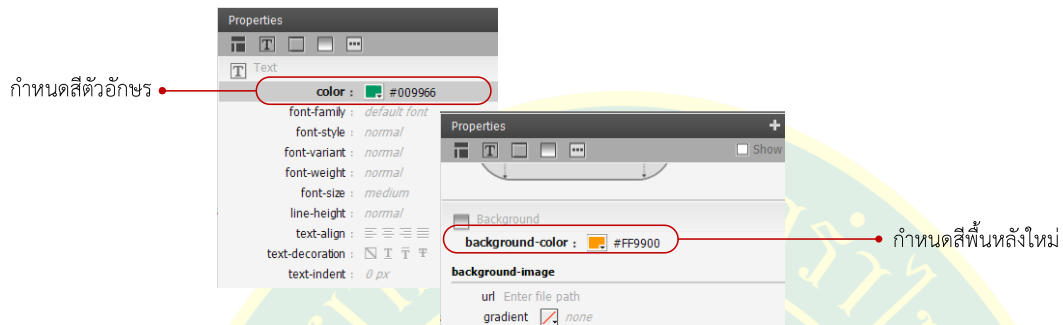 Properties
T
T Text
กำหนดสีตัวอักษร
color : #009966
font-family : default font
font-style : normal
font-variant : normal
font-weight : normal
font-size : medium
line-height : normal
text-align :
text-decoration : T T T
text-indent : 0 px
Properties +
T Show
Background
background-color : #FF9900
กำหนดสีพื้นหลังใหม่
background-image
url Enter file path
gradient none